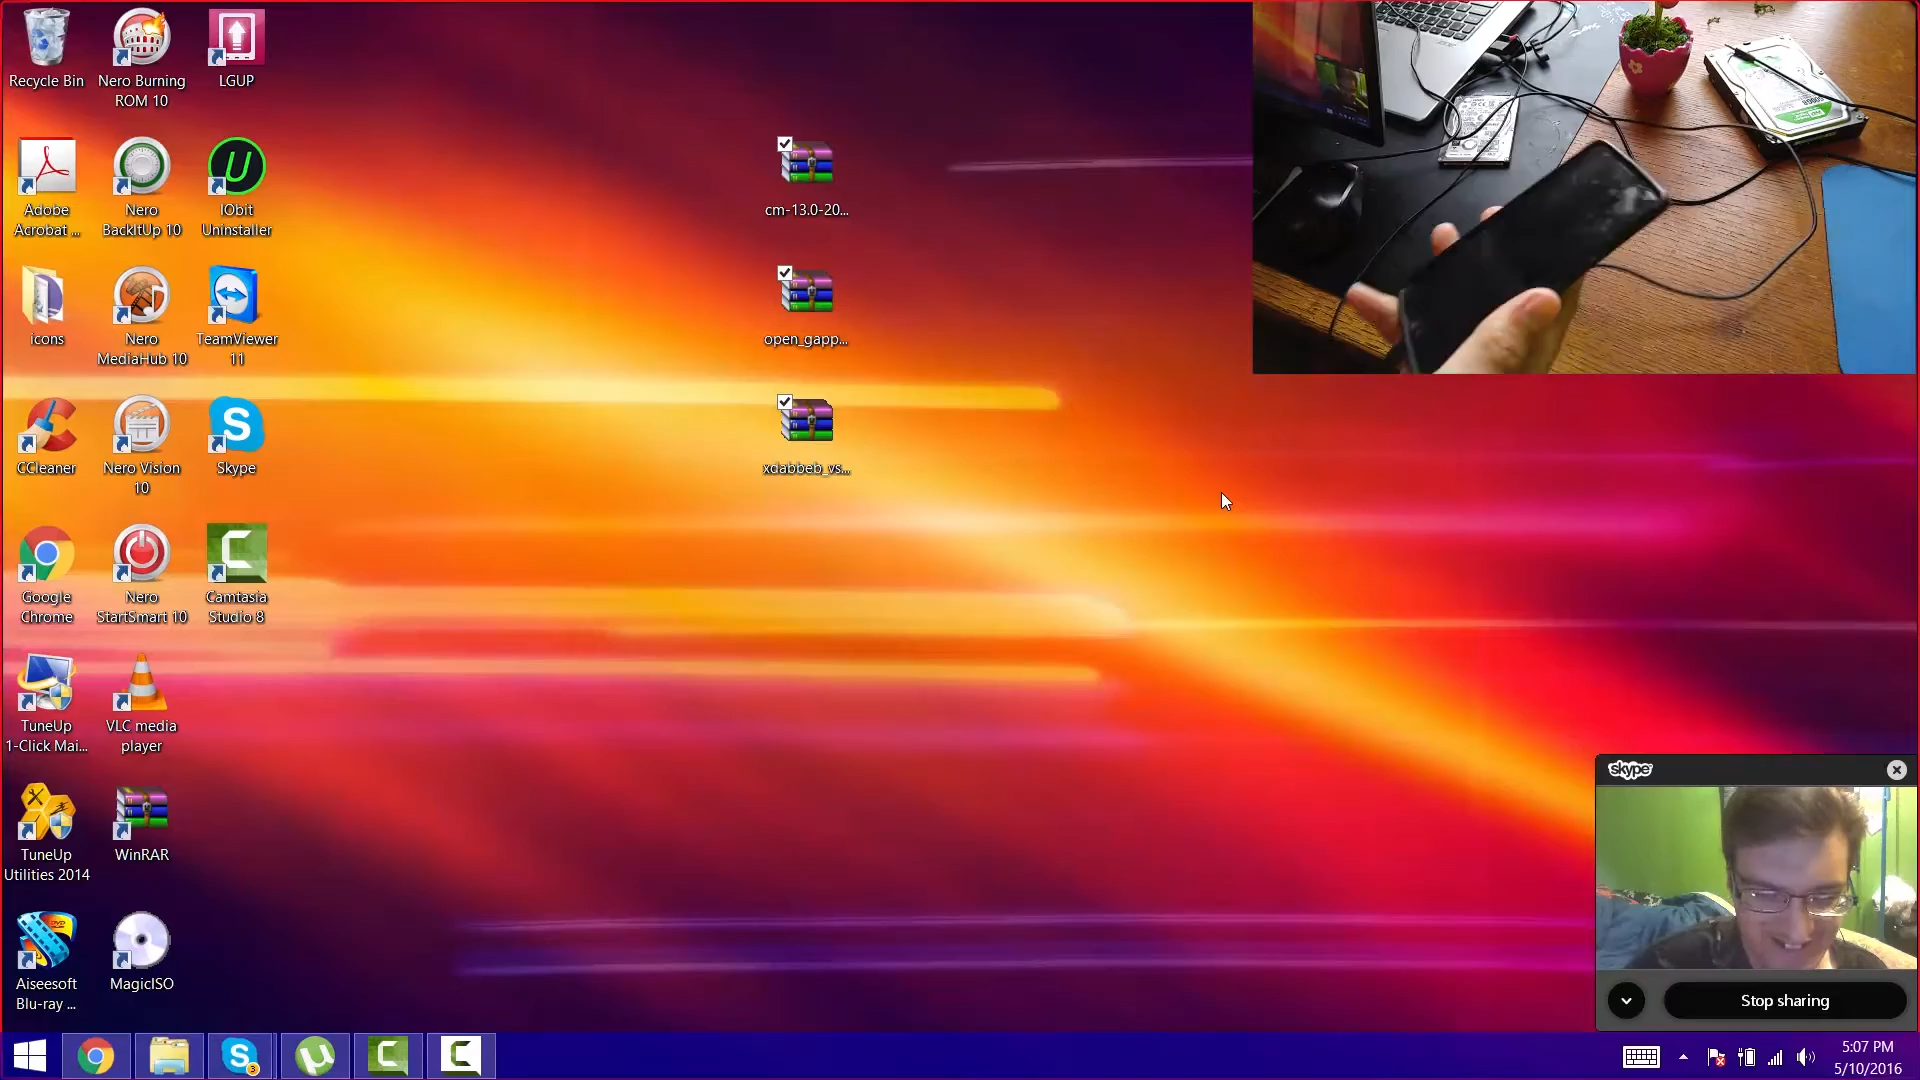 Recycle Bin
Nero Burning
ROM 10
LGUP
Adobe
Acrobat ...
Nero
BackItUp 10
IObit
Uninstaller
icons
Nero
MediaHub 10
TeamViewer
11
CCleaner
Nero Vision
10
Skype
Google
Chrome
Nero
StartSmart 10
Camtasia
Studio 8
TuneUp
1-Click Mai...
VLC media
player
TuneUp
Utilities 2014
WinRAR
Aiseesoft
Blu-ray ...
MagicISO
cm-13.0-20...
open_gapp...
xdabbeb_vs...
skype
Stop sharing
3
5:07 PM
5/10/2016